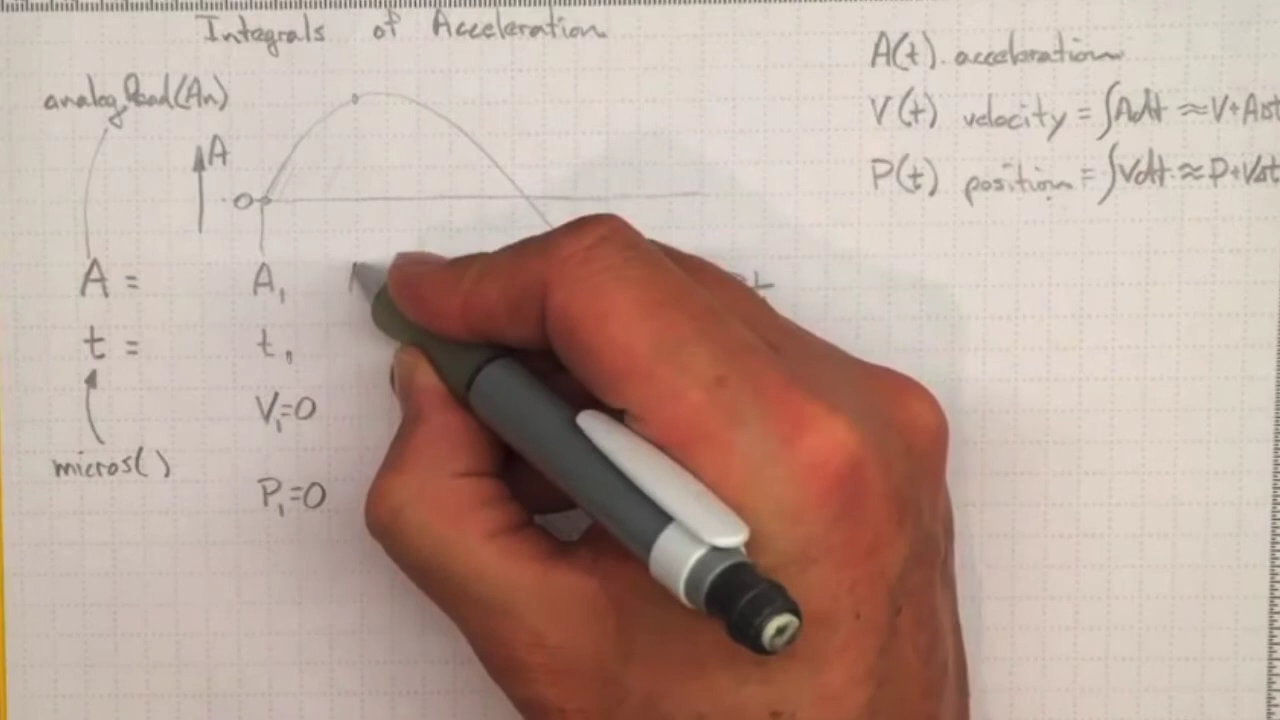 Integrals of Acceleration
A(t). acceleration
analogRead(An)
V(t) velocity = ∫Adt ≈ V+AΔt
A
P(t) position = ∫Vdt ≈ P+VΔt
0
A = A₁
t = t₁
V₁=0
micros()
P₁=0